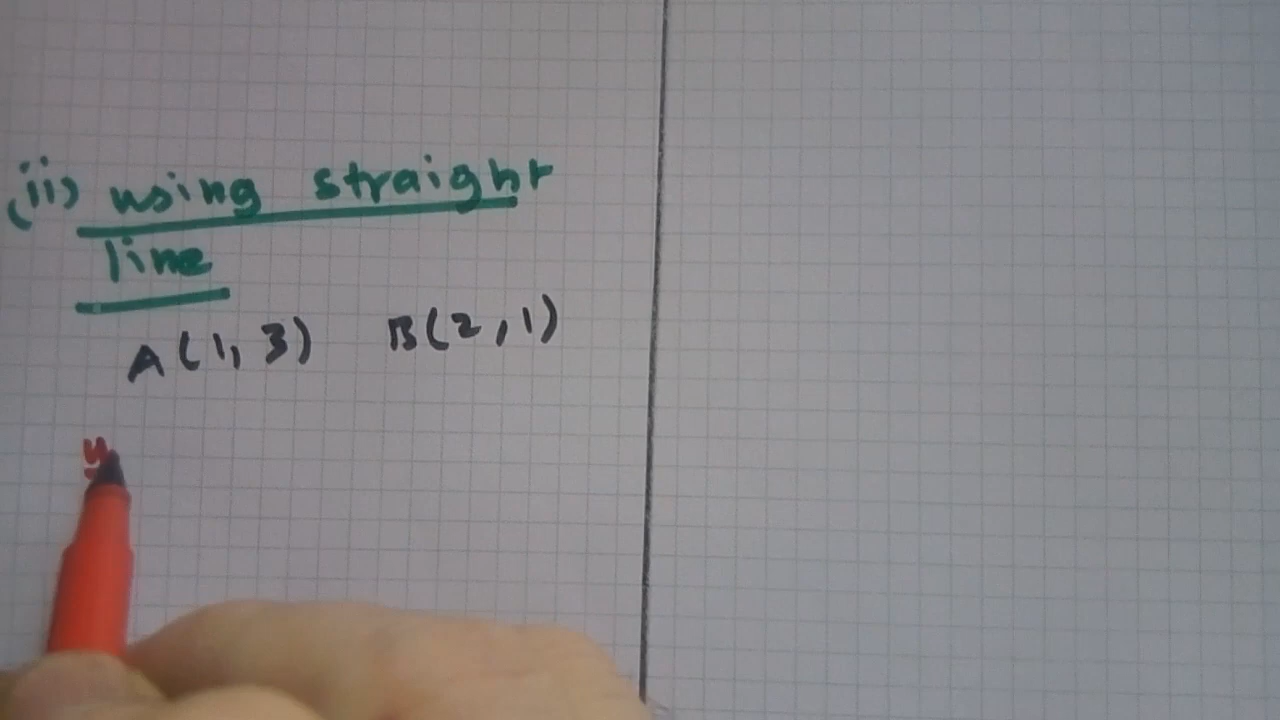 (ii) using straight
line
A(1, 3) B(2, 1)
y